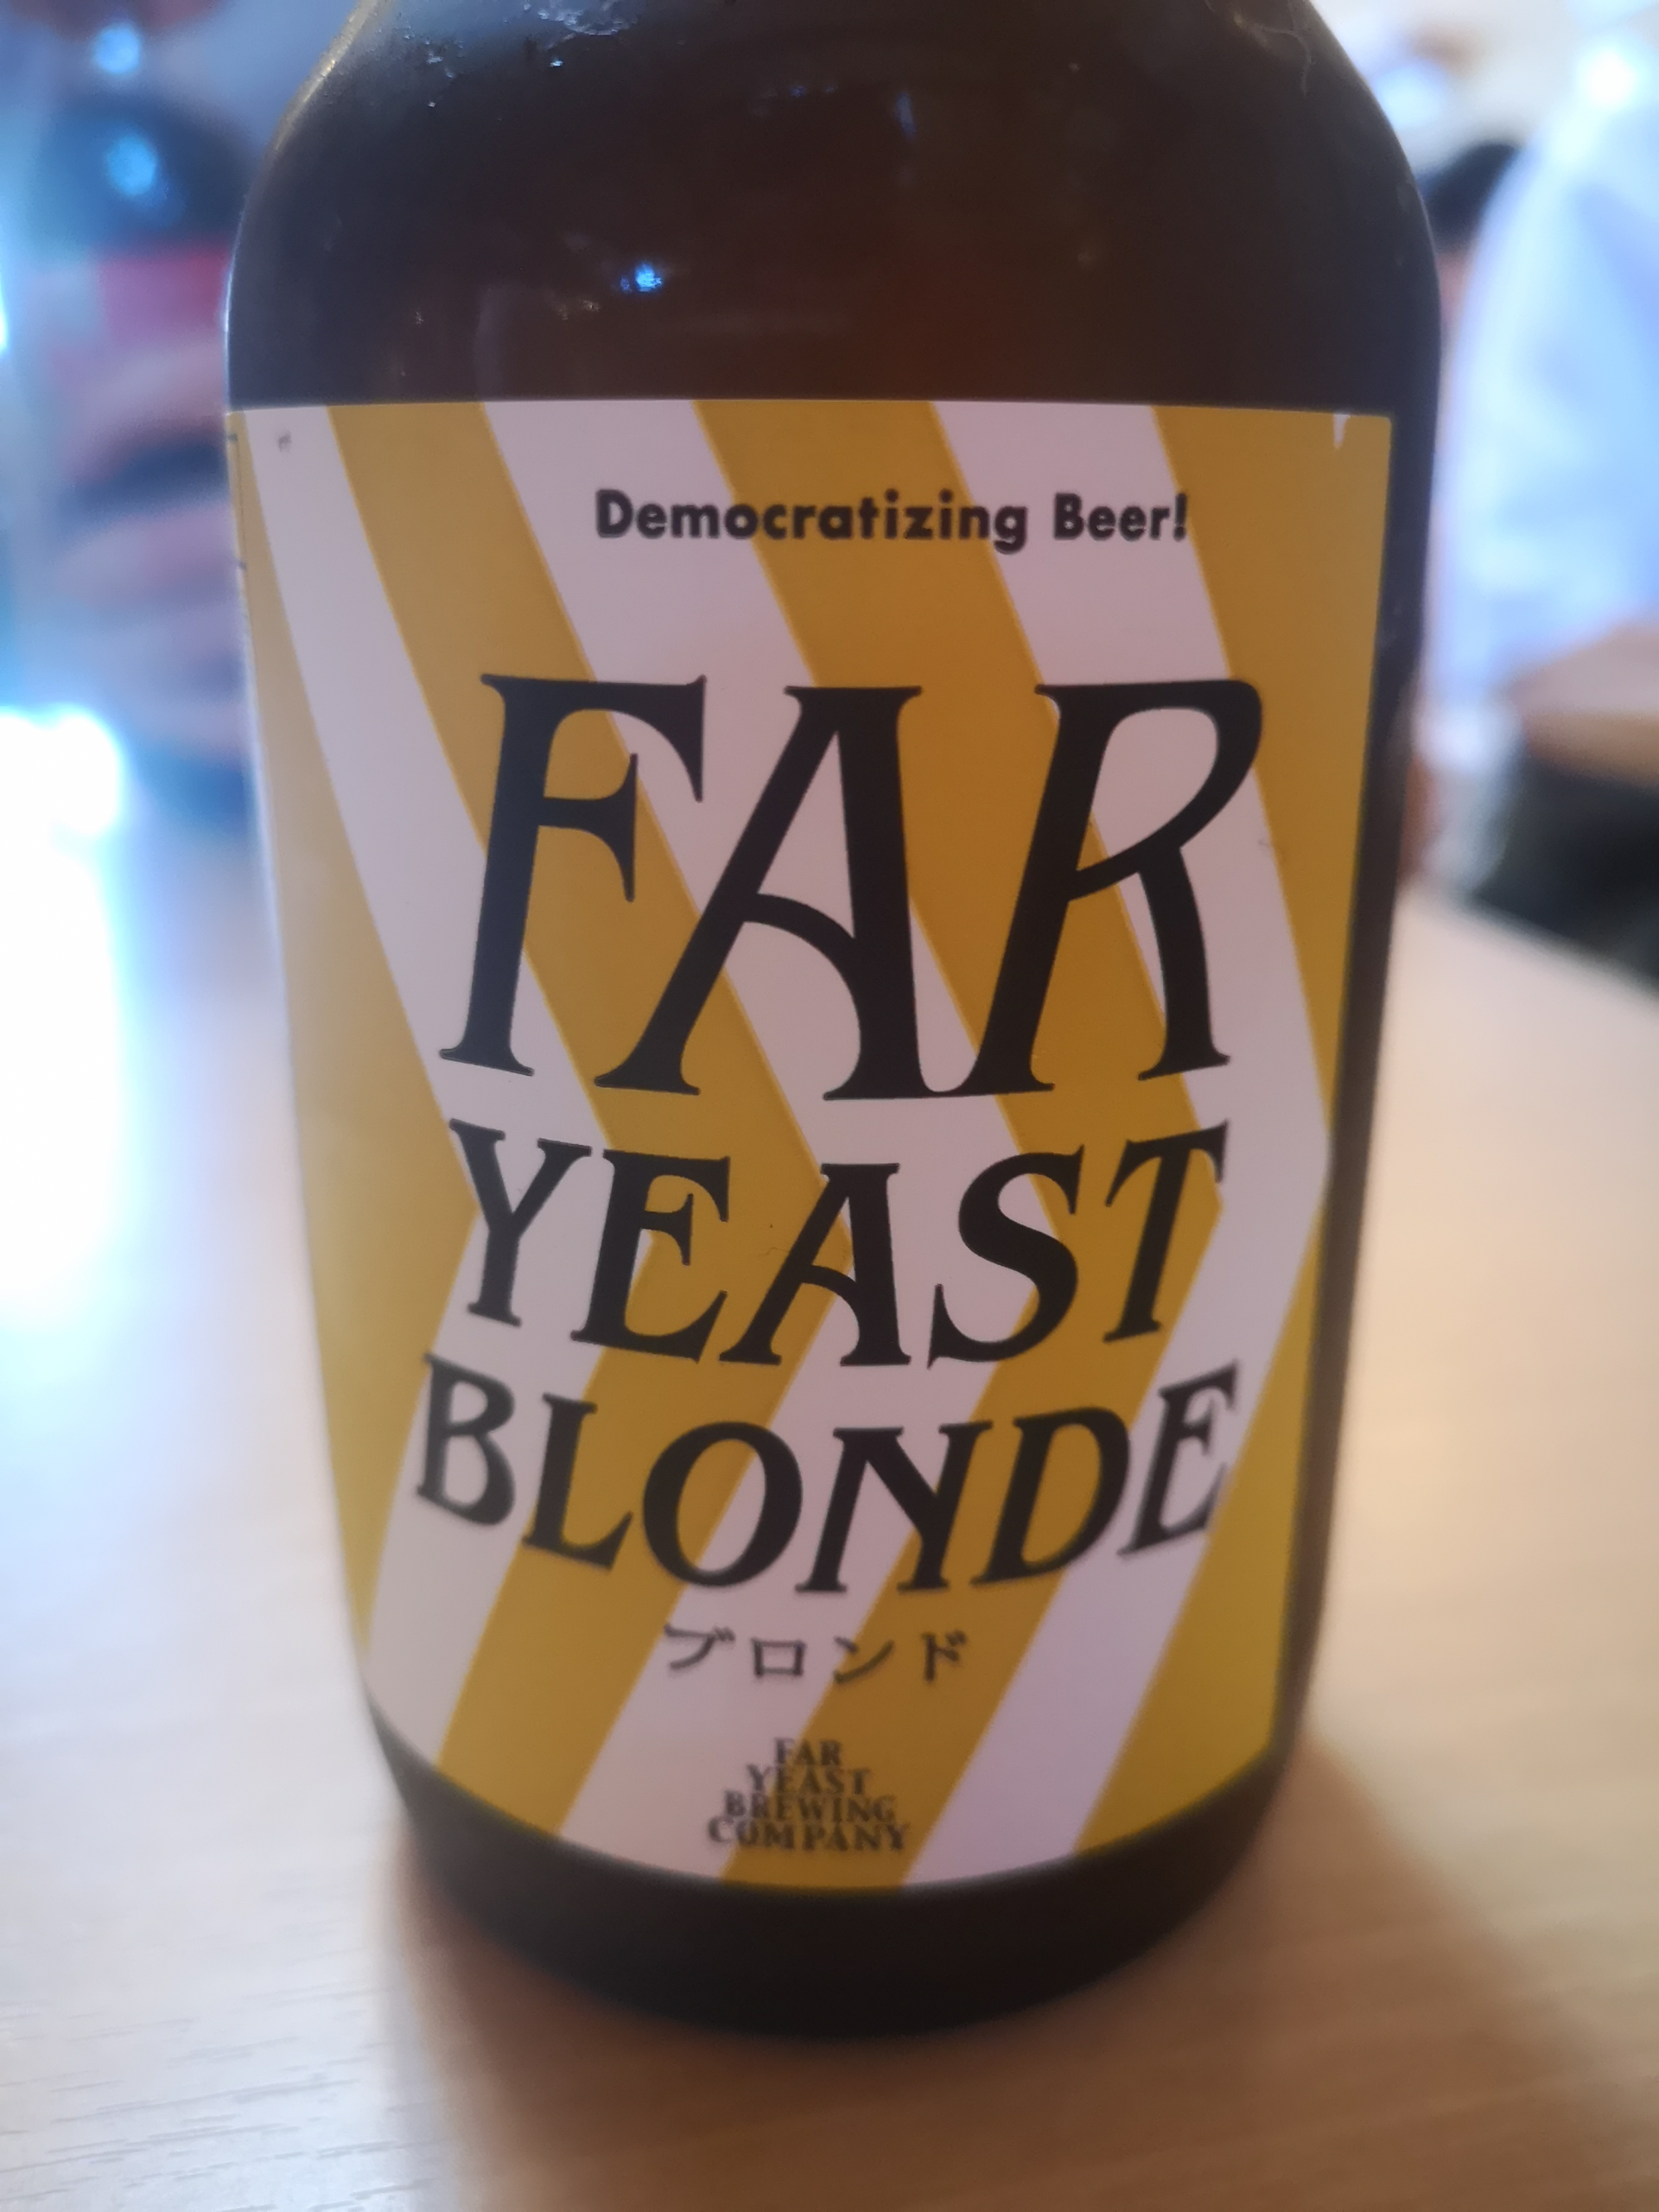 Democratizing Beer!
FAR
YEAST
BLONDE
ブロンド
FAR
YEAST
BREWING
COMPANY